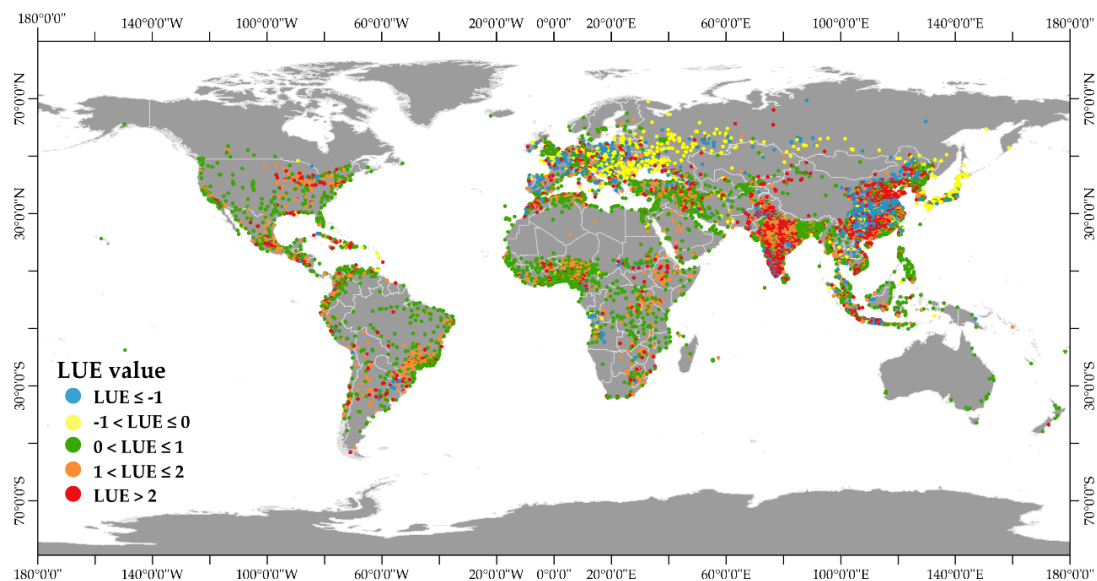 180°0'0"
140°0'0"W
100°0'0"W
60°0'0"W
20°0'0"W
0°0'0"
20°0'0"E
60°0'0"E
100°0'0"E
140°0'0"E
180°0'0"
70°0'0"N
70°0'0"N
30°0'0"N
30°0'0"N
LUE value
LUE ≤ -1
-1 < LUE ≤ 0
0 < LUE ≤ 1
1 < LUE ≤ 2
LUE > 2
30°0'0"S
30°0'0"S
70°0'0"S
70°0'0"S
180°0'0"
140°0'0"W
100°0'0"W
60°0'0"W
20°0'0"W
0°0'0"
20°0'0"E
60°0'0"E
100°0'0"E
140°0'0"E
180°0'0"